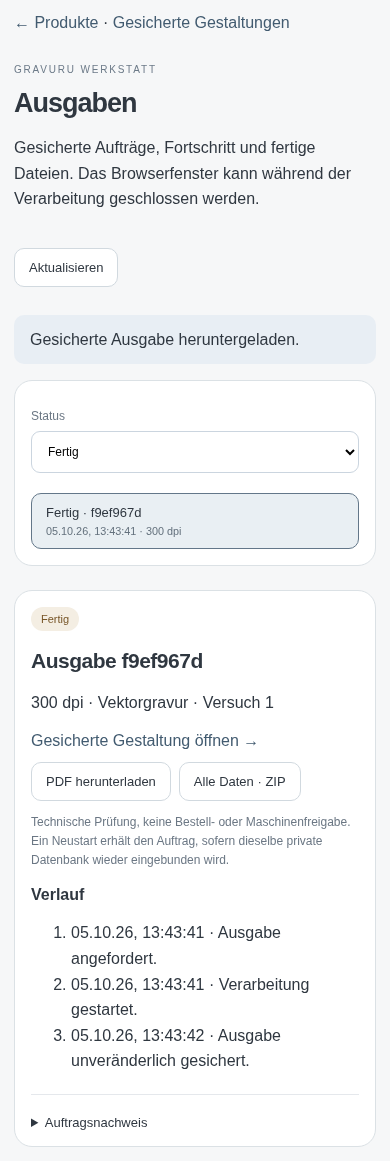 ← Produkte · Gesicherte Gestaltungen
GRAVURU WERKSTATT
Ausgaben
Gesicherte Aufträge, Fortschritt und fertige
Dateien. Das Browserfenster kann während der
Verarbeitung geschlossen werden.
Aktualisieren
Gesicherte Ausgabe heruntergeladen.
Status
Fertig
Fertig · f9ef967d
05.10.26, 13:43:41 · 300 dpi
Fertig
Ausgabe f9ef967d
300 dpi · Vektorgravur · Versuch 1
Gesicherte Gestaltung öffnen →
PDF herunterladen
Alle Daten · ZIP
Technische Prüfung, keine Bestell- oder Maschinenfreigabe.
Ein Neustart erhält den Auftrag, sofern dieselbe private
Datenbank wieder eingebunden wird.
Verlauf
1. 05.10.26, 13:43:41 · Ausgabe
angefordert.
2. 05.10.26, 13:43:41 · Verarbeitung
gestartet.
3. 05.10.26, 13:43:42 · Ausgabe
unveränderlich gesichert.
▶ Auftragsnachweis